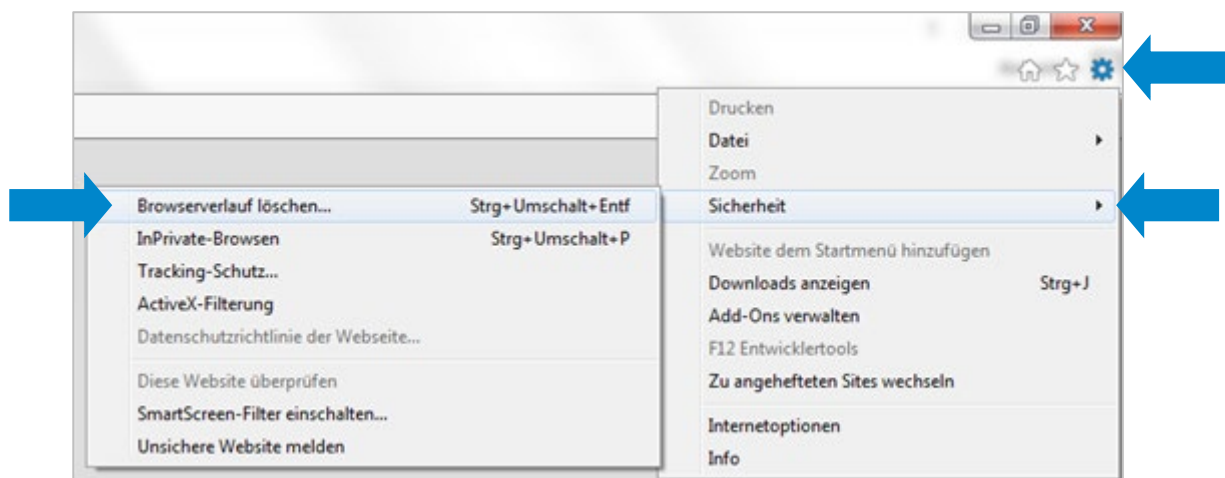 Drucken
Datei
Zoom
Sicherheit
Website dem Startmenü hinzufügen
Downloads anzeigen Strg+J
Add-Ons verwalten
F12 Entwicklertools
Zu angehefteten Sites wechseln
Internetoptionen
Info
Browserverlauf löschen... Strg+Umschalt+Entf
InPrivate-Browsen Strg+Umschalt+P
Tracking-Schutz...
ActiveX-Filterung
Datenschutzrichtlinie der Webseite...
Diese Website überprüfen
SmartScreen-Filter einschalten...
Unsichere Website melden